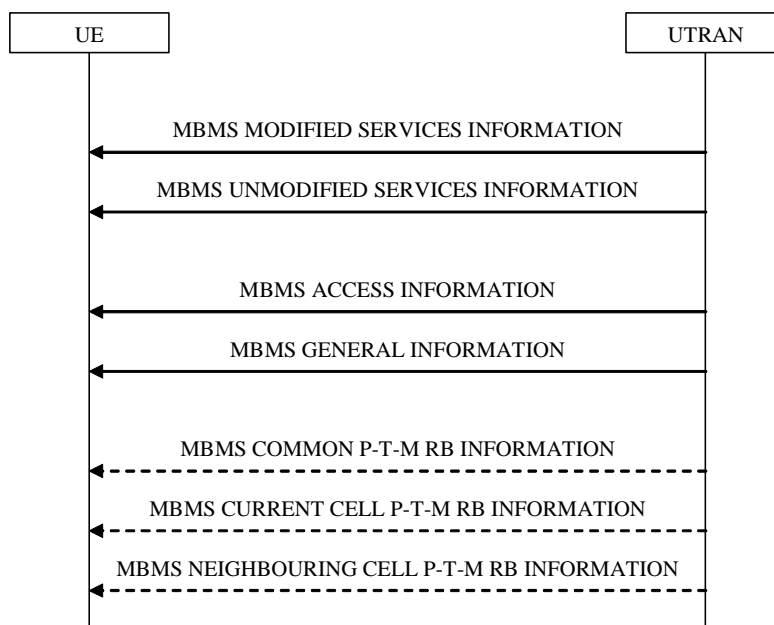 UE
UTRAN
MBMS MODIFIED SERVICES INFORMATION
MBMS UNMODIFIED SERVICES INFORMATION
MBMS ACCESS INFORMATION
MBMS GENERAL INFORMATION
MBMS COMMON P-T-M RB INFORMATION
MBMS CURRENT CELL P-T-M RB INFORMATION
MBMS NEIGHBOURING CELL P-T-M RB INFORMATION